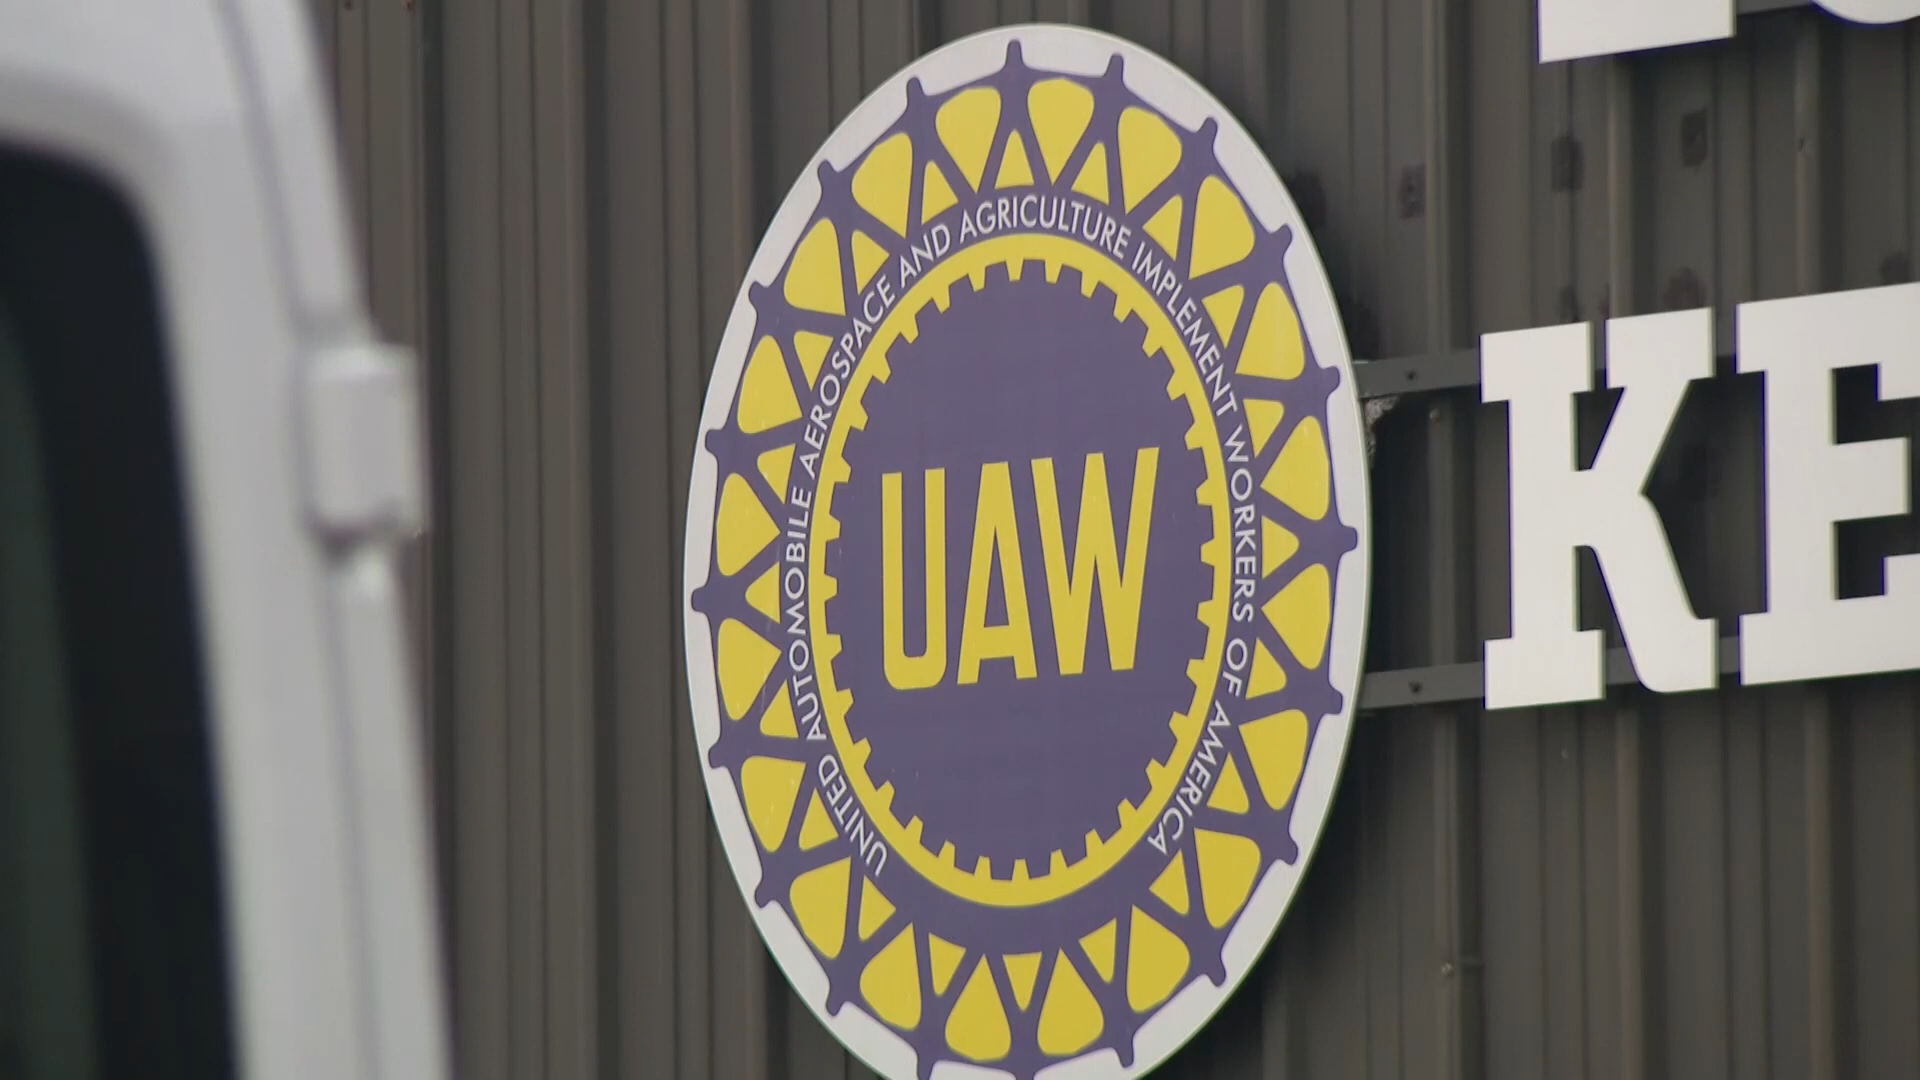 UNITED AUTOMOBILE AEROSPACE AND AGRICULTURE IMPLEMENT WORKERS OF AMERICA
UAW
KE